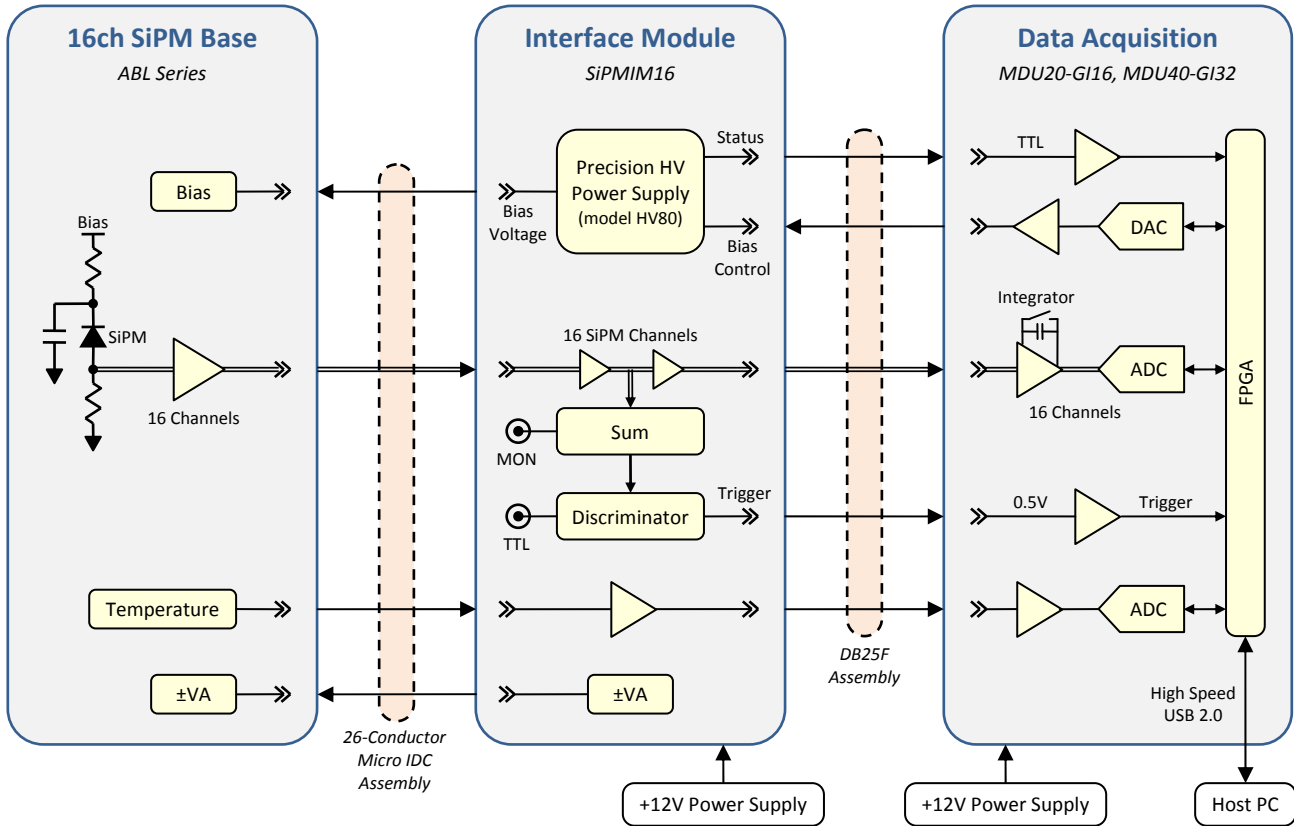 16ch SiPM Base
ABL Series
Bias
Bias
SiPM
16 Channels
Temperature
±VA
26-Conductor
Micro IDC
Assembly
Interface Module
SiPMIM16
Precision HV
Power Supply
(model HV80)
Status
Bias
Voltage
Bias
Control
16 SiPM Channels
Sum
MON
Discriminator
Trigger
TTL
±VA
+12V Power Supply
DB25F
Assembly
Data Acquisition
MDU20-GI16, MDU40-GI32
TTL
DAC
Integrator
ADC
16 Channels
FPGA
0.5V
Trigger
ADC
High Speed
USB 2.0
+12V Power Supply
Host PC